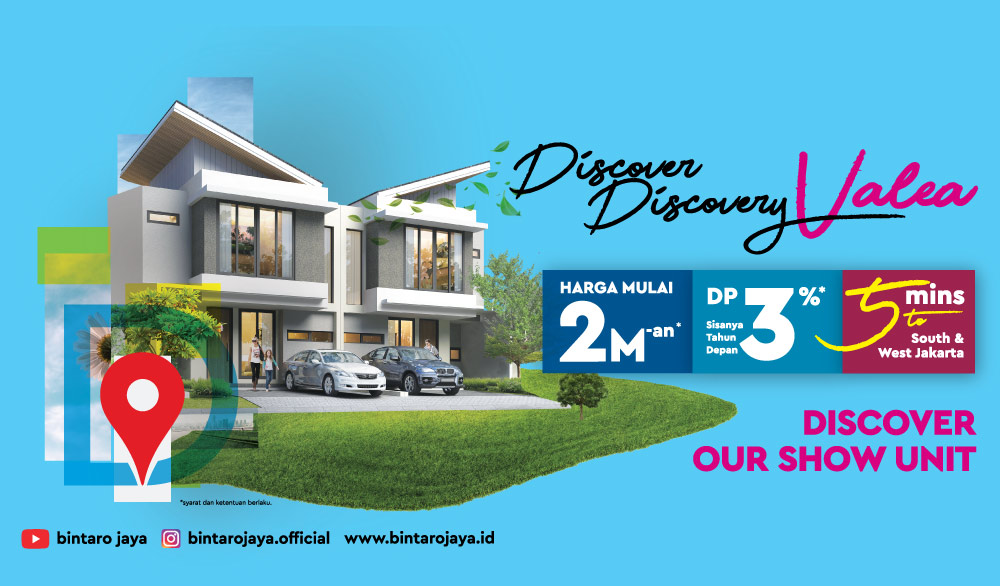 Discover
Discovery Valea
HARGA MULAI
2M-an*
DP 3%*
Sisanya
Tahun
Depan
5 mins
to South &
West Jakarta
DISCOVER
OUR SHOW UNIT
*syarat dan ketentuan berlaku.
bintaro jaya bintarojaya.official www.bintarojaya.id